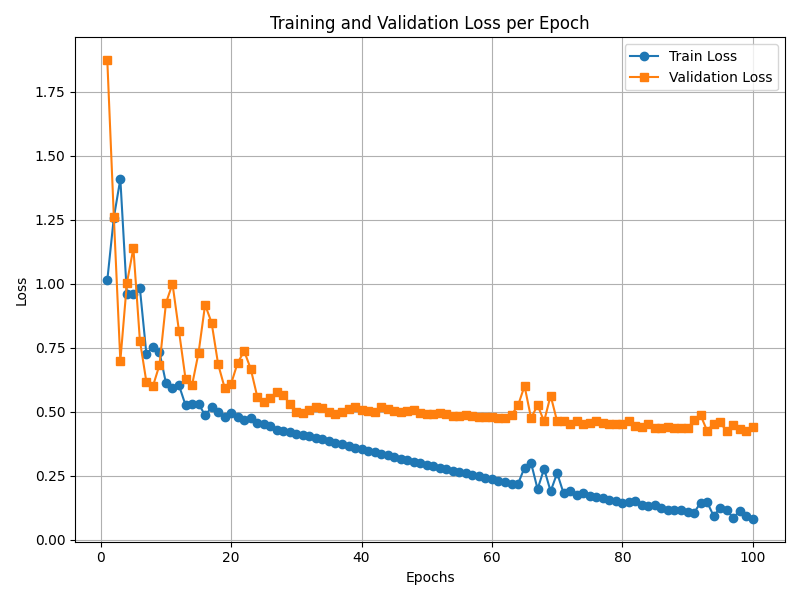 Training and Validation Loss per Epoch
Train Loss
Validation Loss
1.75
1.50
1.25
1.00
0.75
0.50
0.25
0.00
Loss
0 20 40 60 80 100
Epochs